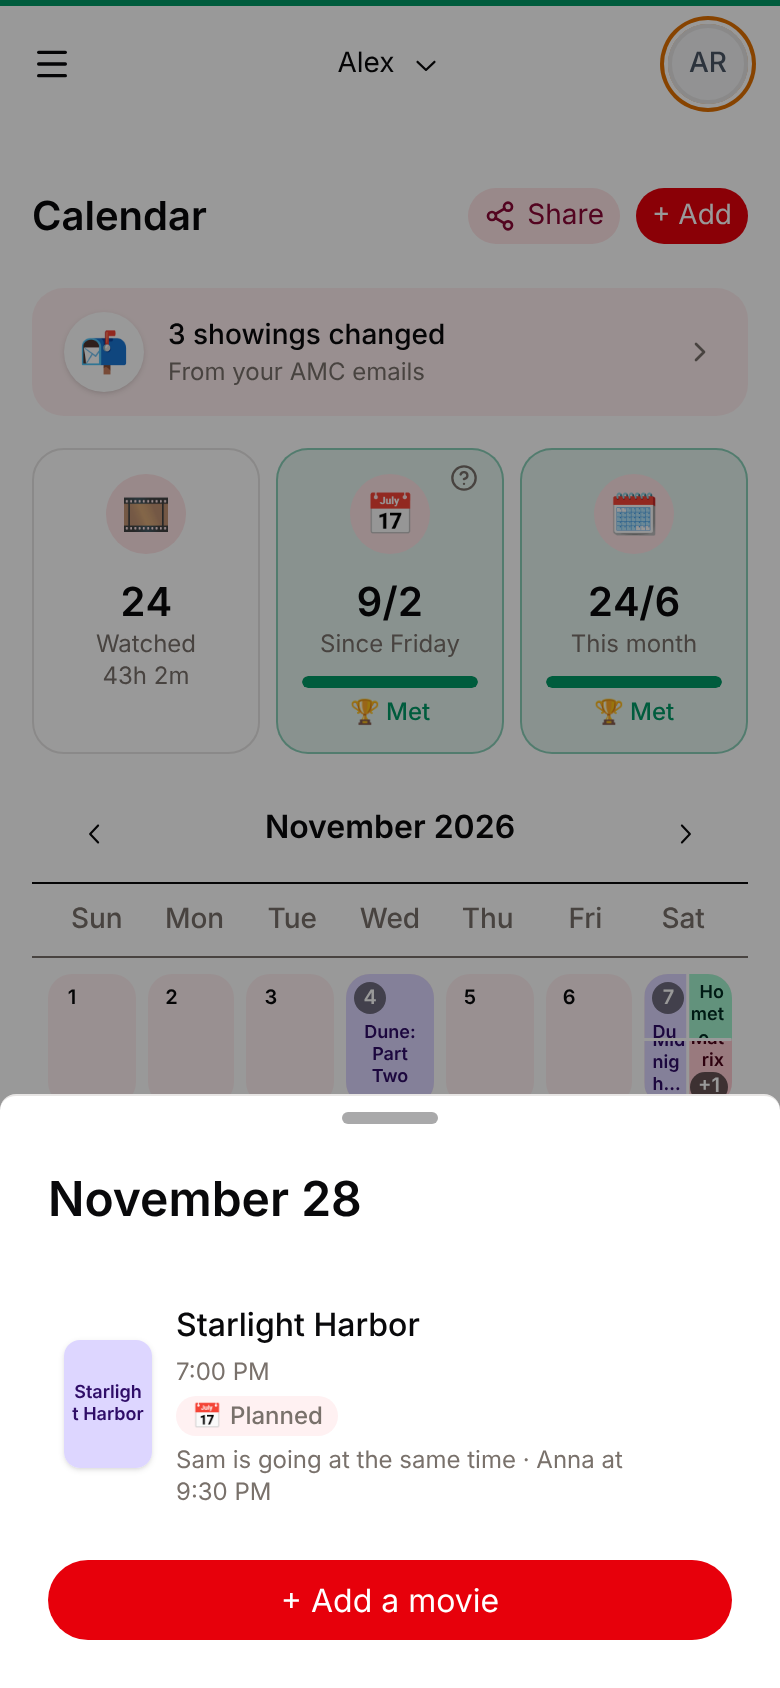 Alex
AR
Calendar
Share
+ Add
3 showings changed
From your AMC emails
24
Watched
43h 2m
July
17
9/2
Since Friday
Met
24/6
This month
Met
November 2026
Sun Mon Tue Wed Thu Fri Sat
1 2 3 4 5 6 7
Dune:
Part
Two
Du
Ho
met
nig
h...
rix
+1
November 28
Starligh
t Harbor
Starlight Harbor
7:00 PM
July
17
Planned
Sam is going at the same time · Anna at
9:30 PM
+ Add a movie